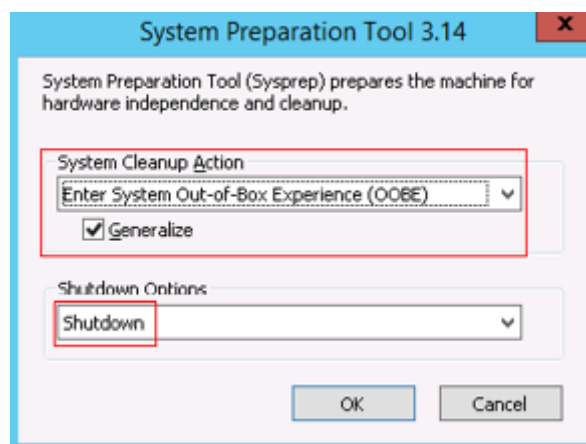 System Preparation Tool 3.14
x
System Preparation Tool (Sysprep) prepares the machine for
hardware independence and cleanup.
System Cleanup Action
Enter System Out-of-Box Experience (OOBE)
Generalize
Shutdown Options
Shutdown
OK
Cancel